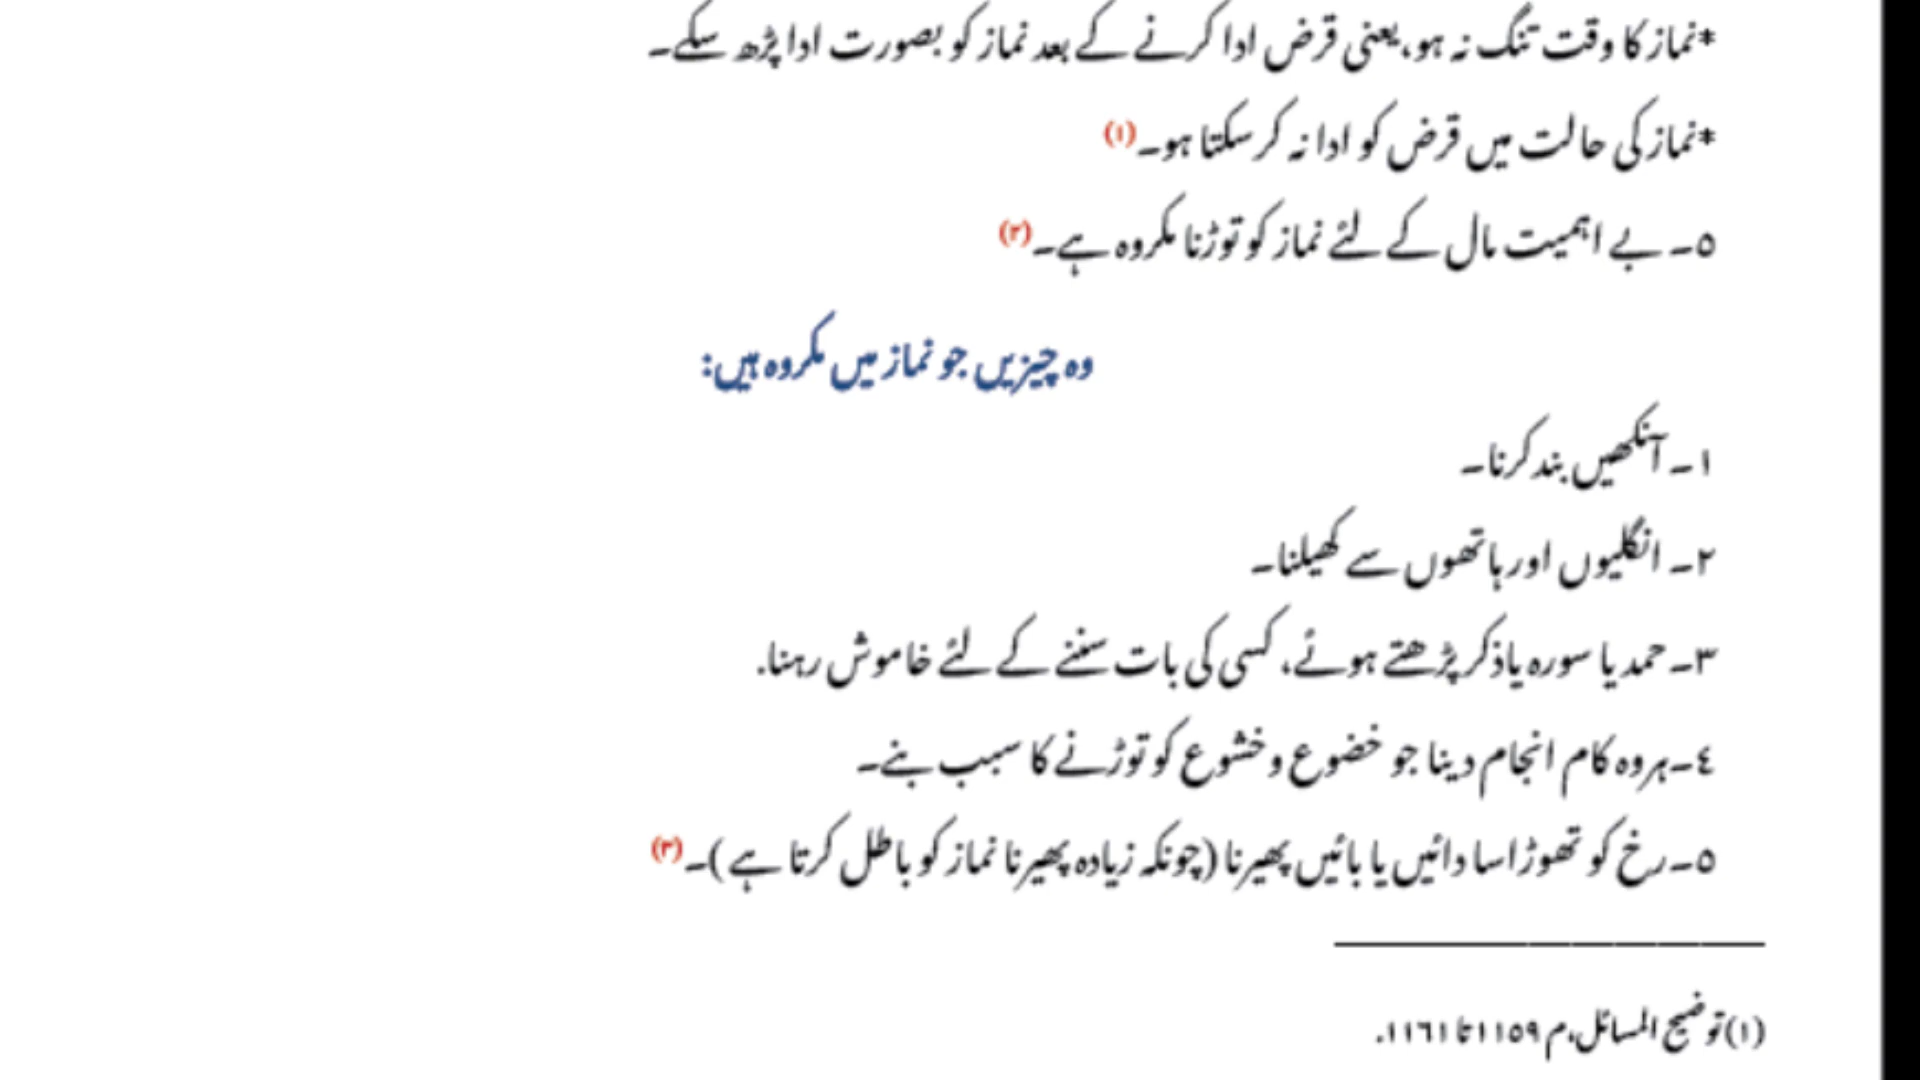 *نماز کا وقت تنگ نہ ہو، یعنی قرض ادا کرنے کے بعد نماز کو بصورت ادا پڑھ سکے۔
*نماز کی حالت میں قرض کو ادا نہ کر سکتا ہو۔(۱)
۵۔ بے اہمیت مال کے لئے نماز کو توڑنا مکروہ ہے۔(۲)
وہ چیزیں جو نماز میں مکروہ ہیں:
۱۔ آنکھیں بند کرنا۔
۲۔ انگلیوں اور ہاتھوں سے کھیلنا۔
۳۔ حمد یا سورہ یا ذکر پڑھتے ہوئے، کسی کی بات سننے کے لئے خاموش رہنا.
٤۔ہر وہ کام انجام دینا جو خضوع و خشوع کو توڑنے کا سبب بنے۔
۵۔رخ کو تھوڑا سا دائیں یا بائیں پھیرنا (چونکہ زیادہ پھیرنا نماز کو باطل کرتا ہے )۔(۳)
(۱)توضیح المسائل،م ۱۱۵۹تا ۱۱٦۱.